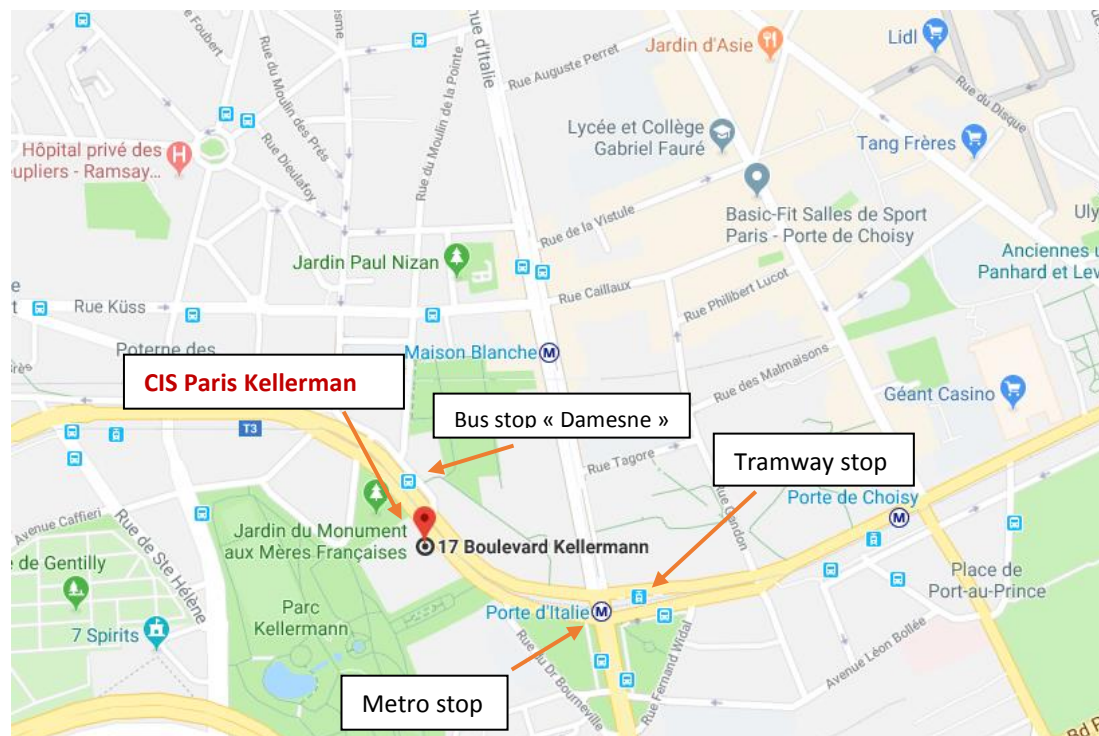 Rue Foubert
Rue du Moulin des Prés
Rue Dieulafoy
Rue du Moulin de la Pointe
nue d'Italie
Rue Auguste Perret
Jardin d'Asie
Lidl
Rue du Disque
Lycée et Collège
Gabriel Fauré
Tang Frères
Hôpital privé des
eupliers - Ramsay...
H
Basic-Fit Salles de Sport
Paris - Porte de Choisy
Rue de la Vistule
Jardin Paul Nizan
Anciennes u
Panhard et Lev
Uly
Rue Caillaux
Rue Philibert Lucot
Rue Küss
Poterne des
Maison Blanche
M
Rue des Malmaisons
Géant Casino
CIS Paris Kellerman
Bus stop « Damesne »
T3
Rue Tagore
Tramway stop
Rue Gandon
Porte de Choisy
M
Avenue Caffieri
Rue de Ste Hélène
Jardin du Monument
aux Mères Françaises
17 Boulevard Kellermann
e de Gentilly
7 Spirits
Parc
Kellermann
Porte d'Italie
M
Place de
Port-au-Prince
Rue du Dr Bourneville
Rue Fernand Widal
Avenue Léon Bollée
Metro stop